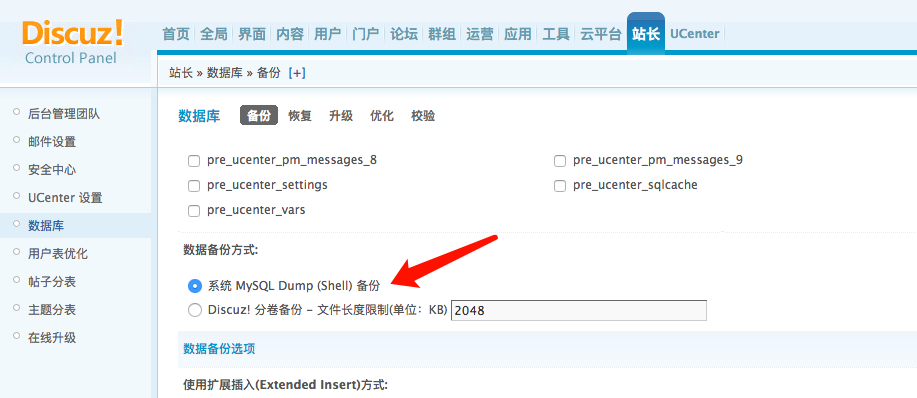 Discuz!
Control Panel
首页 全局 界面 内容 用户 门户 论坛 群组 运营 应用 工具 云平台 站长 UCenter
站长 » 数据库 » 备份 [+]
后台管理团队
邮件设置
安全中心
UCenter 设置
数据库
用户表优化
帖子分表
主题分表
在线升级
数据库 备份 恢复 升级 优化 校验
pre_ucenter_pm_messages_8 pre_ucenter_pm_messages_9
pre_ucenter_settings pre_ucenter_sqlcache
pre_ucenter_vars
数据备份方式:
系统 MySQL Dump (Shell) 备份
Discuz! 分卷备份 - 文件长度限制(单位：KB) 2048
数据备份选项
使用扩展插入(Extended Insert)方式: